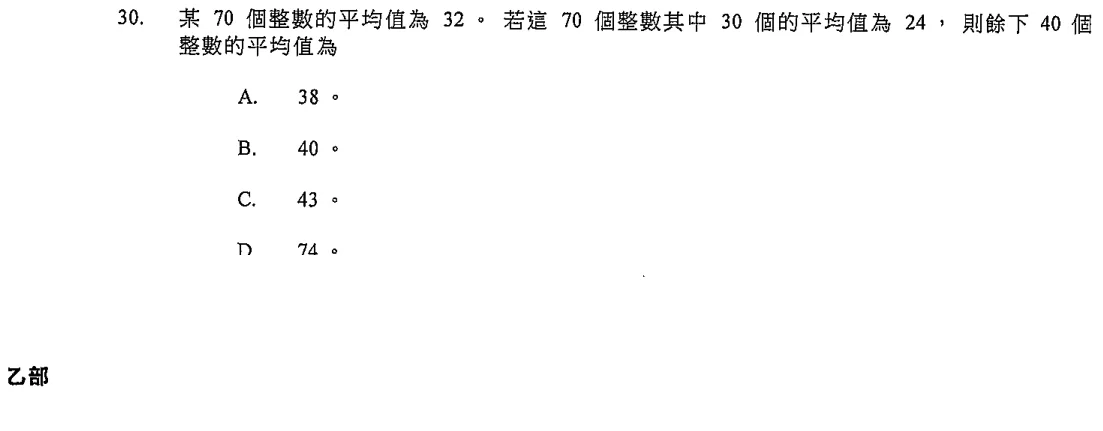 30. 某 70 個整數的平均值為 32 。 若這 70 個整數其中 30 個的平均值為 24 , 則餘下 40 個
整數的平均值為
A. 38 。
B. 40 。
C. 43 。
D 74 。
乙部